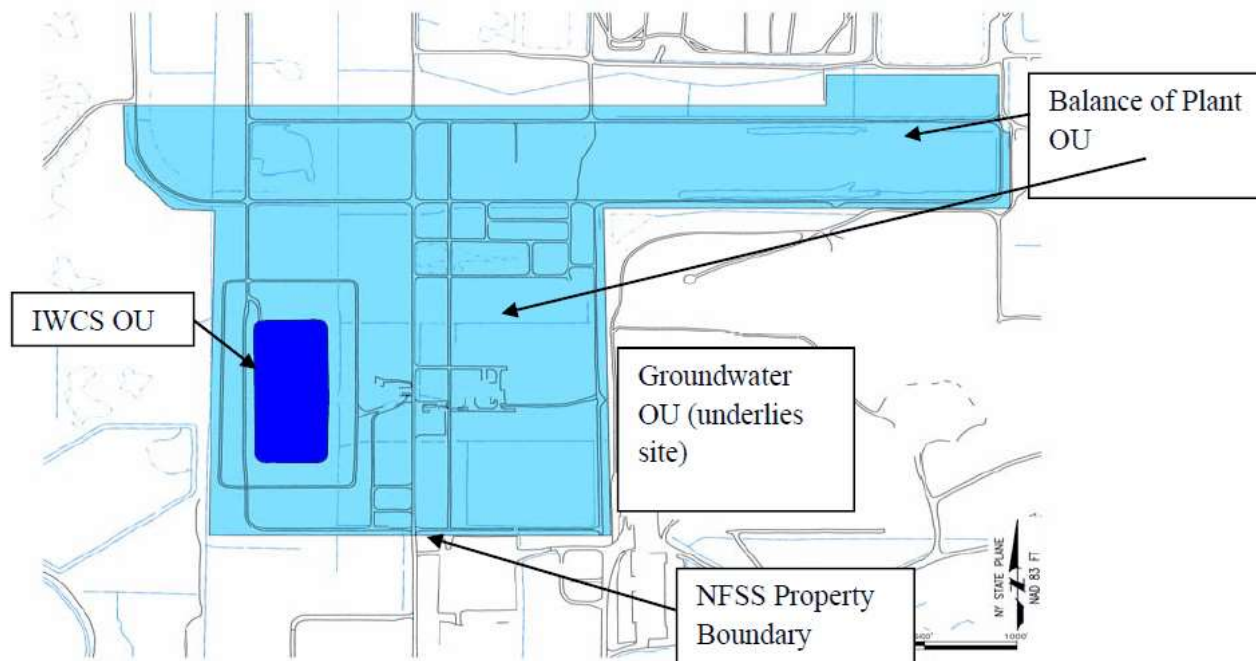 Balance of Plant
OU
IWCS OU
Groundwater
OU (underlies
site)
NFSS Property
Boundary
NY STATE PLANE
NAD 83 FT
1000'